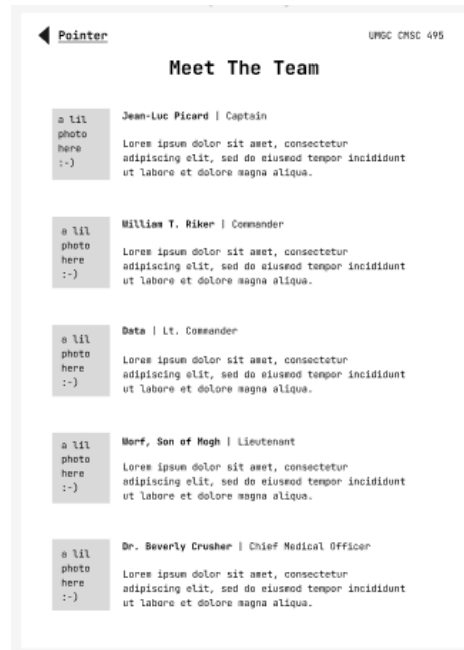 Pointer
UMGC CMSC 495
Meet The Team
a lil
photo
here
:-)
Jean-Luc Picard | Captain
Lorem ipsum dolor sit amet, consectetur
adipiscing elit, sed do eiusmod tempor incididunt
ut labore et dolore magna aliqua.
a lil
photo
here
:-)
William T. Riker | Commander
Lorem ipsum dolor sit amet, consectetur
adipiscing elit, sed do eiusmod tempor incididunt
ut labore et dolore magna aliqua.
a lil
photo
here
:-)
Data | Lt. Commander
Lorem ipsum dolor sit amet, consectetur
adipiscing elit, sed do eiusmod tempor incididunt
ut labore et dolore magna aliqua.
a lil
photo
here
:-)
Worf, Son of Mogh | Lieutenant
Lorem ipsum dolor sit amet, consectetur
adipiscing elit, sed do eiusmod tempor incididunt
ut labore et dolore magna aliqua.
a lil
photo
here
:-)
Dr. Beverly Crusher | Chief Medical Officer
Lorem ipsum dolor sit amet, consectetur
adipiscing elit, sed do eiusmod tempor incididunt
ut labore et dolore magna aliqua.